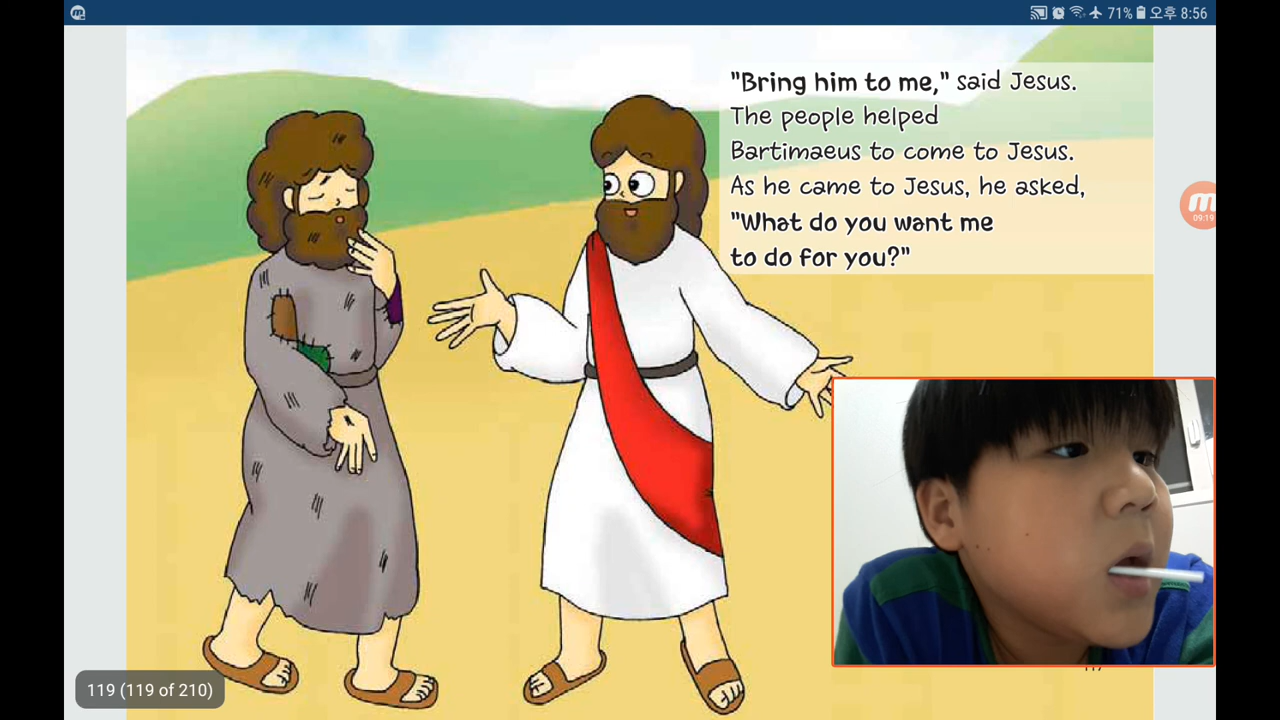 71% 오후 8:56
"Bring him to me," said Jesus.
The people helped
Bartimaeus to come to Jesus.
As he came to Jesus, he asked,
"What do you want me
to do for you?"
m
09:19
119 (119 of 210)